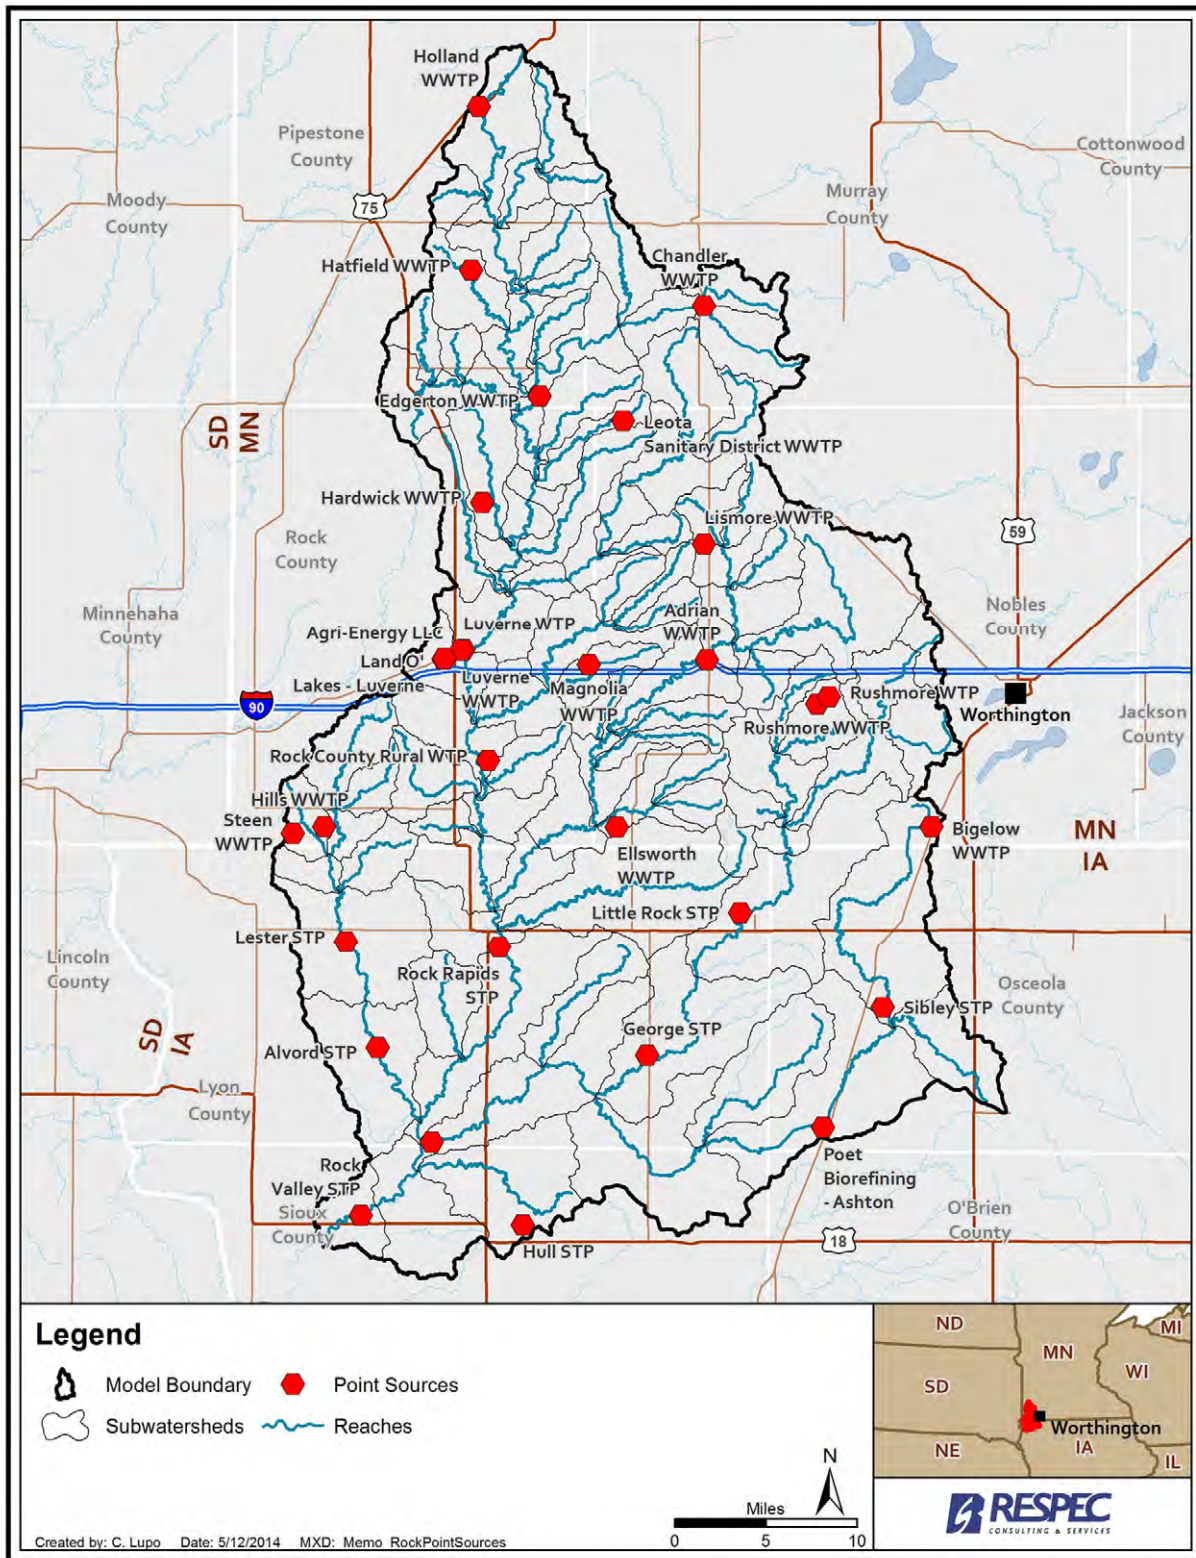 Holland
WWTP
Pipestone
County
Cottonwood
County
Moody
County
75
Murray
County
Hatfield WWTP
Chandler
WWTP
Edgerton WWTP
SD
MN
Leota
Sanitary District WWTP
Hardwick WWTP
Lismore WWTP
59
Rock
County
Minnehaha
County
Nobles
County
Adrian
WWTP
Agri-Energy LLC
Luverne WTP
Land O'
Lakes - Luverne
Luverne
WWTP
Magnolia
WWTP
Rushmore WTP
Rushmore WWTP
Worthington
90
Jackson
County
Rock County Rural WTP
Hills WWTP
Steen
WWTP
Ellsworth
WWTP
Bigelow
WWTP
MN
IA
Little Rock STP
Lester STP
Lincoln
County
Rock Rapids
STP
Osceola
County
Sibley STP
SD
IA
George STP
Alvord STP
Lyon
County
Rock
Valley STP
Sioux
County
Poet
Biorefining
- Ashton
O'Brien
County
18
Hull STP
Legend
Model Boundary
Point Sources
Subwatersheds
Reaches
N
Miles
0 5 10
Created by: C. Lupo Date: 5/12/2014 MXD: Memo_RockPointSources
ND
MN
MI
WI
SD
Worthington
NE
IA
IL
RESPEC
CONSULTING & SERVICES